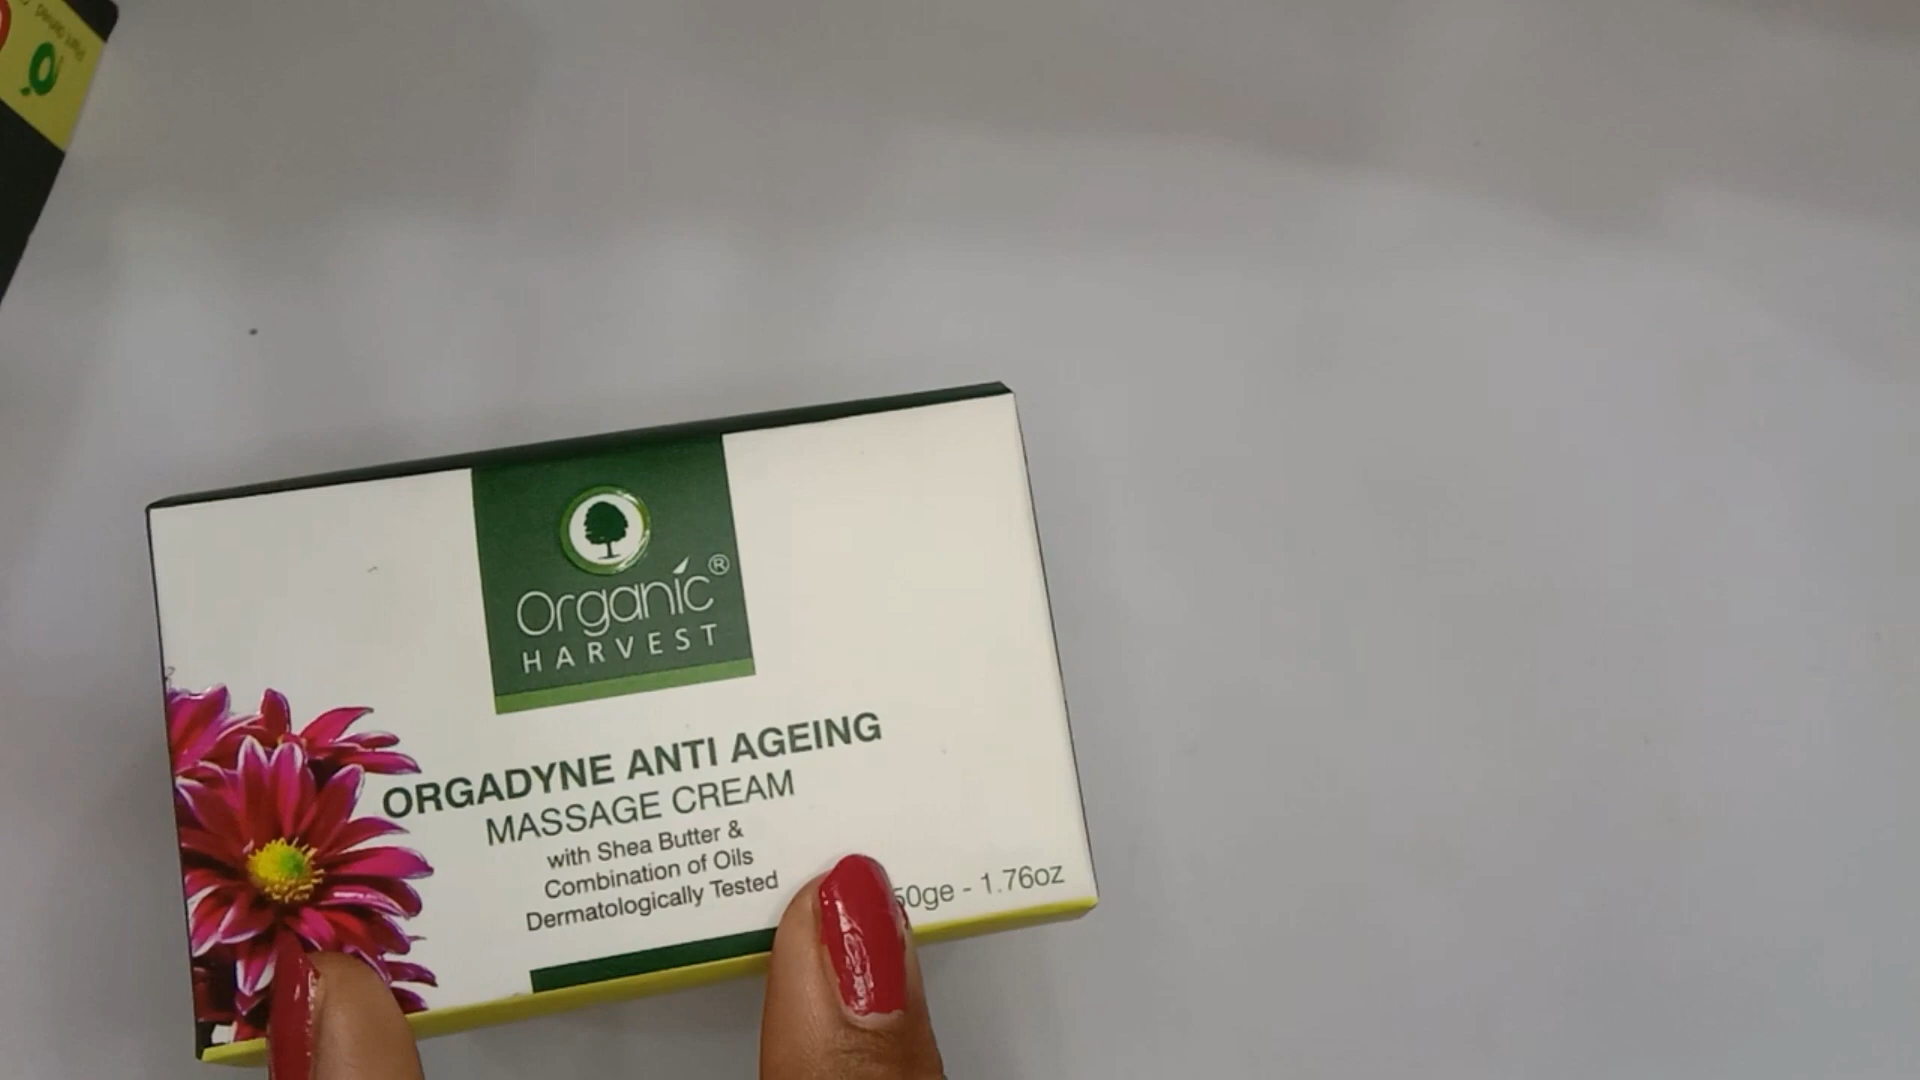 Organic®
HARVEST
ORGADYNE ANTI AGEING
MASSAGE CREAM
with Shea Butter &
Combination of Oils
Dermatologically Tested
50ge - 1.76oz